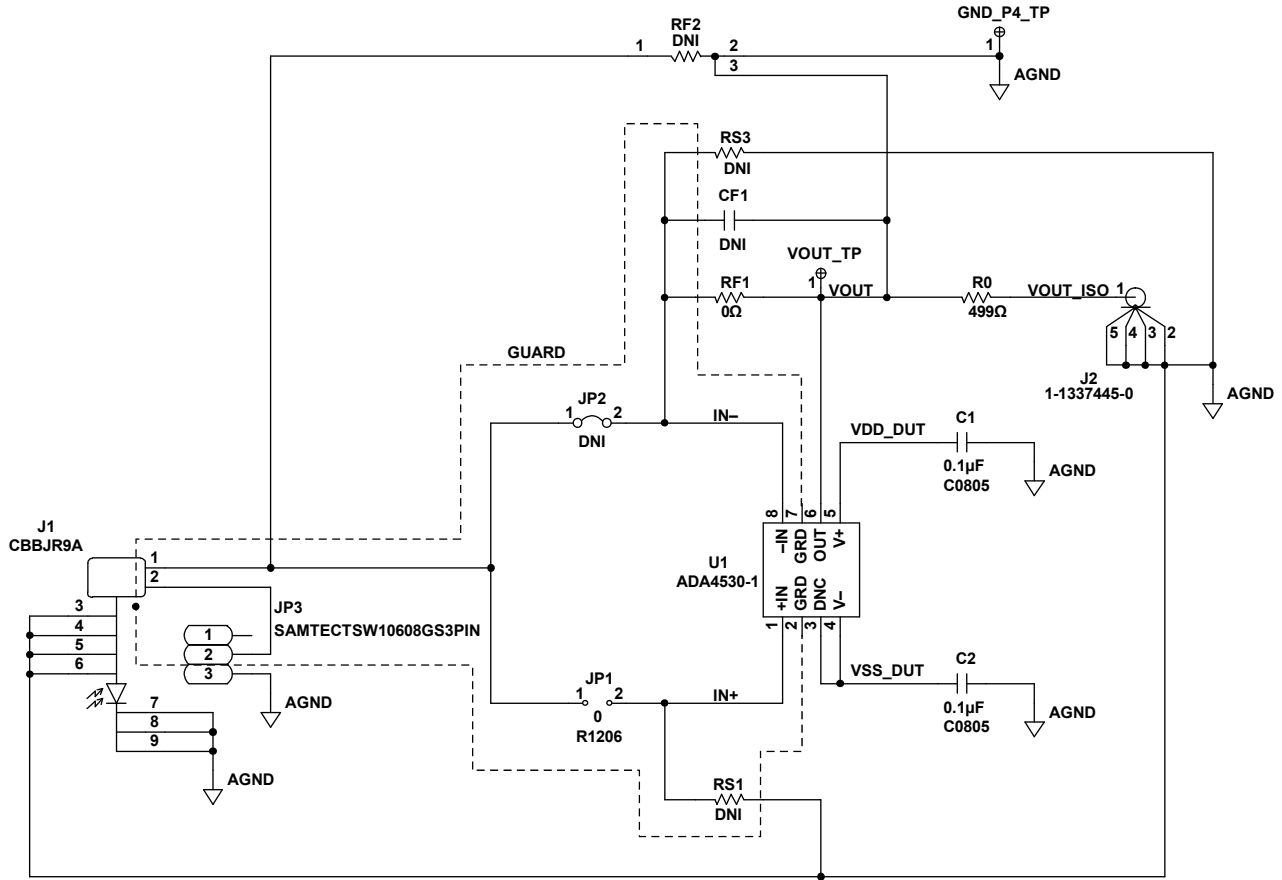 GND_P4_TP
RF2
DNI
1
2
3
1
AGND
RS3
DNI
CF1
DNI
VOUT_TP
1
RF1
0Ω
VOUT
R0
499Ω
VOUT_ISO
1
5
4
3
2
J2
1-1337445-0
AGND
GUARD
JP2
1
2
DNI
IN–
VDD_DUT
C1
0.1µF
C0805
AGND
J1
CBBJR9A
1
2
3
4
5
6
7
8
9
AGND
JP3
SAMTECTSW10608GS3PIN
1
2
3
AGND
U1
ADA4530-1
8
7
6
5
–IN
GRD
OUT
V+
+IN
GRD
DNC
V–
1
2
3
4
JP1
1
2
0
R1206
IN+
VSS_DUT
C2
0.1µF
C0805
AGND
RS1
DNI